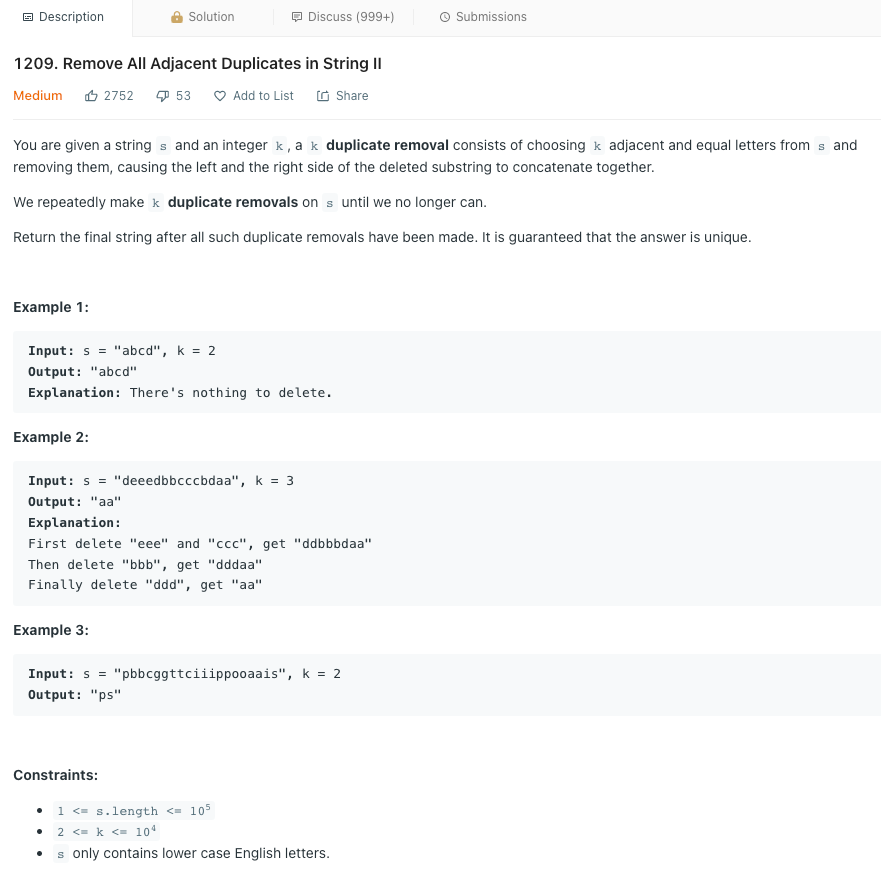 Description Solution Discuss (999+) Submissions
1209. Remove All Adjacent Duplicates in String II
Medium 2752 53 Add to List Share
You are given a string s and an integer k, a k duplicate removal consists of choosing k adjacent and equal letters from s and
removing them, causing the left and the right side of the deleted substring to concatenate together.
We repeatedly make k duplicate removals on s until we no longer can.
Return the final string after all such duplicate removals have been made. It is guaranteed that the answer is unique.
Example 1:
Input: s = "abcd", k = 2
Output: "abcd"
Explanation: There's nothing to delete.
Example 2:
Input: s = "deeedbbcccbdaa", k = 3
Output: "aa"
Explanation:
First delete "eee" and "ccc", get "ddbbbdaa"
Then delete "bbb", get "dddaa"
Finally delete "ddd", get "aa"
Example 3:
Input: s = "pbbcggttciiippooaais", k = 2
Output: "ps"
Constraints:
• 1 <= s.length <= 10⁵
• 2 <= k <= 10⁴
• s only contains lower case English letters.